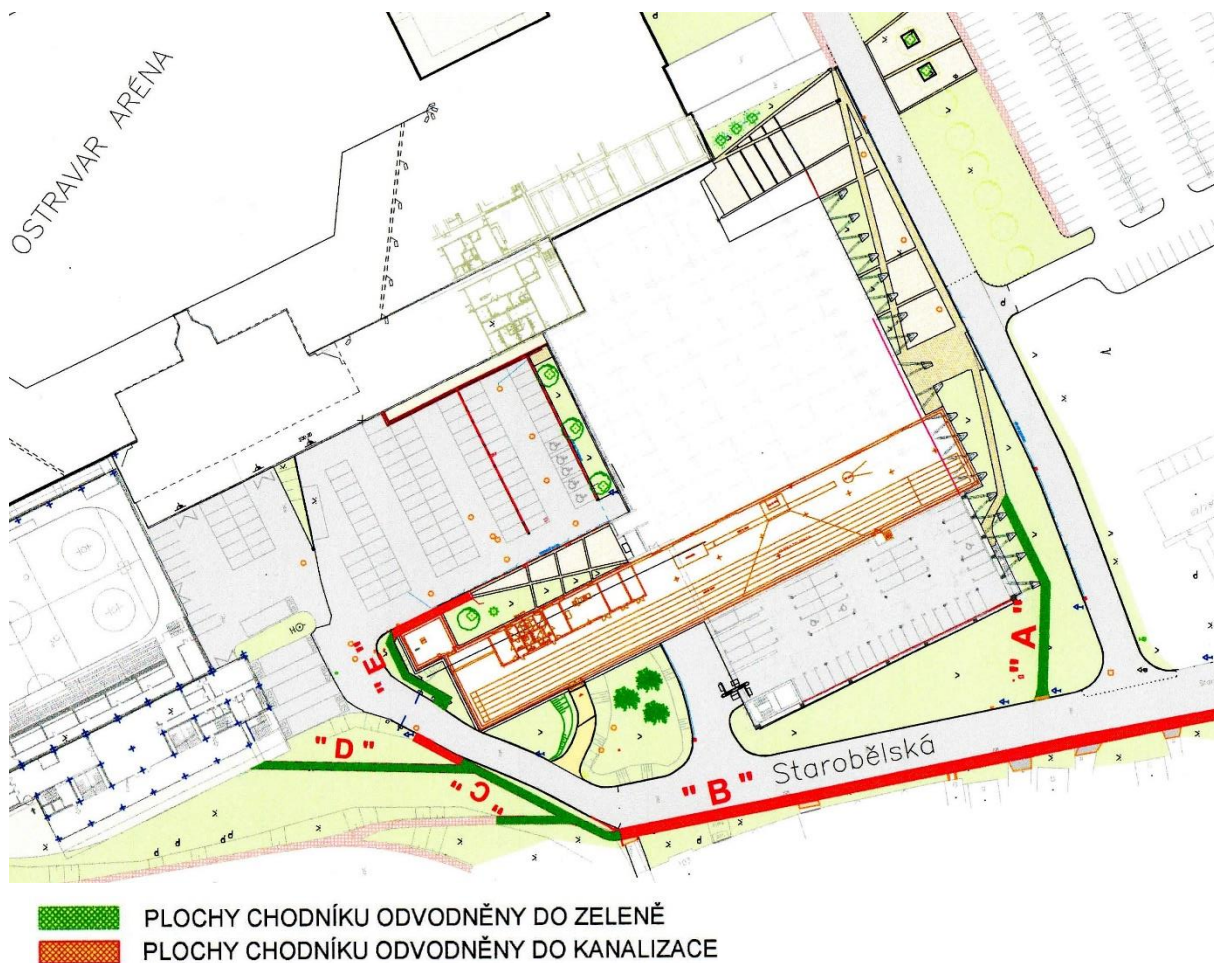 OSTRAVAR ARÉNA
"A"
"E"
"D"
"C"
"B"
Starobělská
PLOCHY CHODNÍKU ODVODNĚNY DO ZELENĚ
PLOCHY CHODNÍKU ODVODNĚNY DO KANALIZACE